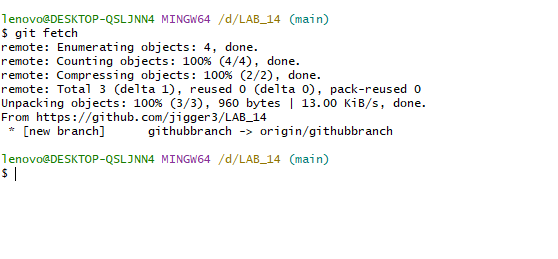 lenovo@DESKTOP-QSLJNN4 MINGW64 /d/LAB_14 (main)
$ git fetch
remote: Enumerating objects: 4, done.
remote: Counting objects: 100% (4/4), done.
remote: Compressing objects: 100% (2/2), done.
remote: Total 3 (delta 1), reused 0 (delta 0), pack-reused 0
Unpacking objects: 100% (3/3), 960 bytes | 13.00 KiB/s, done.
From https://github.com/jigger3/LAB_14
 * [new branch]      githubbranch -> origin/githubbranch
lenovo@DESKTOP-QSLJNN4 MINGW64 /d/LAB_14 (main)
$